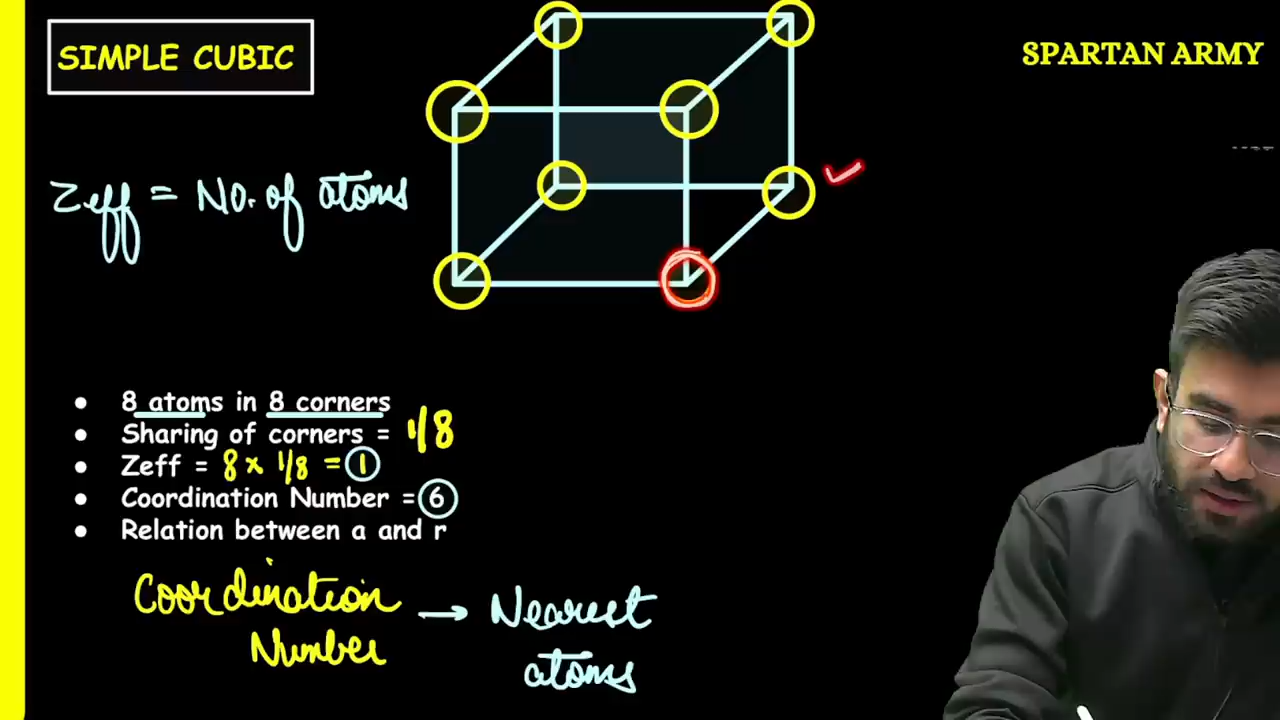 SIMPLE CUBIC
SPARTAN ARMY
Zeff = No. of atoms
• 8 atoms in 8 corners
• Sharing of corners = 1/8
• Zeff = 8 × 1/8 = 1
• Coordination Number = 6
• Relation between a and r
Coordination → Nearest
Number atoms